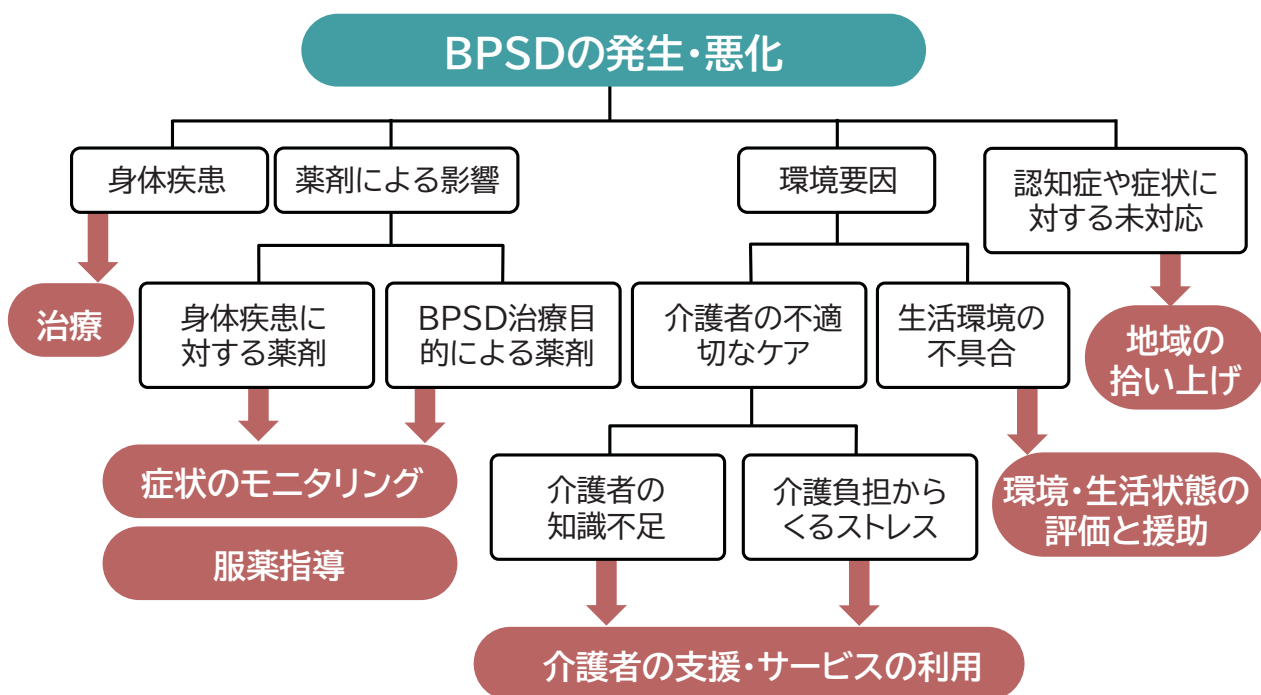 BPSDの発生・悪化
身体疾患
薬剤による影響
環境要因
認知症や症状に
対する未対応
治療
身体疾患に
対する薬剤
BPSD治療目
的による薬剤
介護者の不適
切なケア
生活環境の
不具合
地域の
拾い上げ
症状のモニタリング
服薬指導
介護者の
知識不足
介護負担から
くるストレス
環境・生活状態の
評価と援助
介護者の支援・サービスの利用